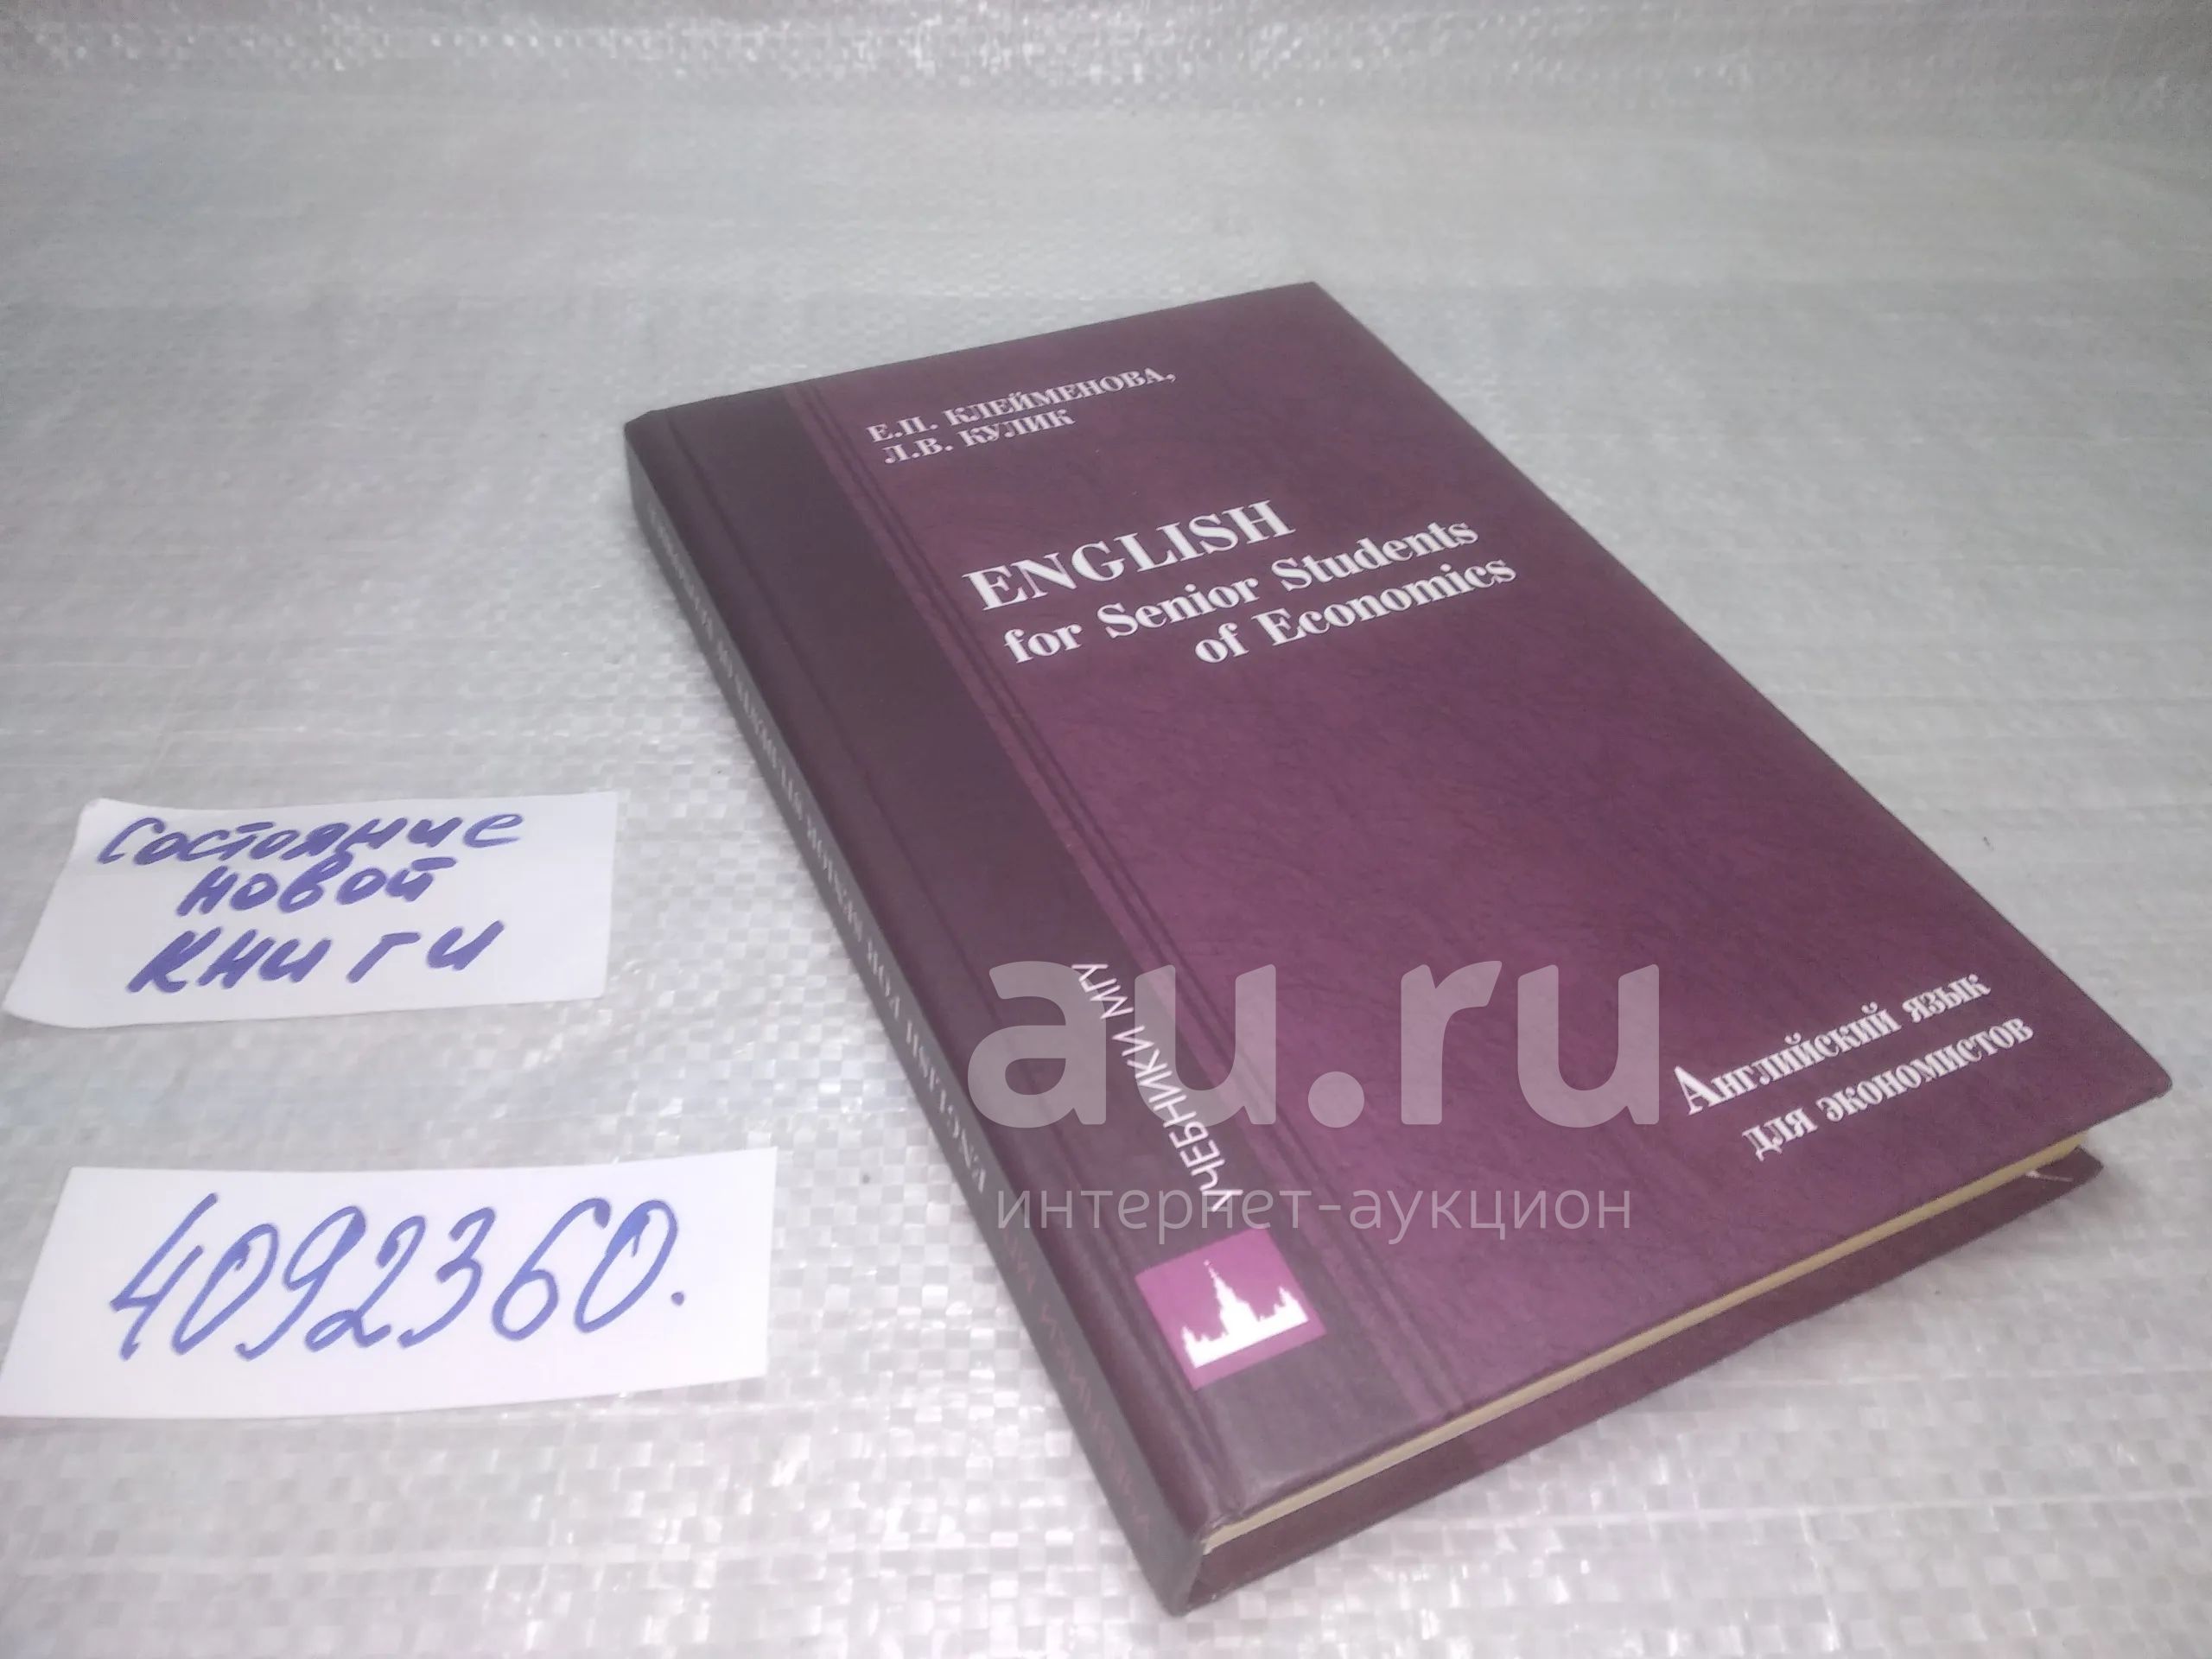 Е.П. КЛЕЙМЕНОВА,
Л.В. КУЛИК
ENGLISH
for Senior Students
of Economics
УЧЕБНИКИ МГУ
Английский язык
для экономистов
Состояние
новой
книги
4092360.
au.ru
интернет-аукцион